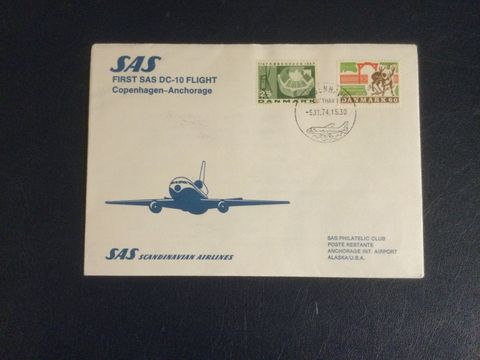 SAS
FIRST SAS DC-10 FLIGHT
Copenhagen–Anchorage
DANMARK
DANMARK 60
-5.11.74.15.30
SAS SCANDINAVIAN AIRLINES
SAS PHILATELIC CLUB
POSTE RESTANTE
ANCHORAGE INT. AIRPORT
ALASKA/U.S.A.